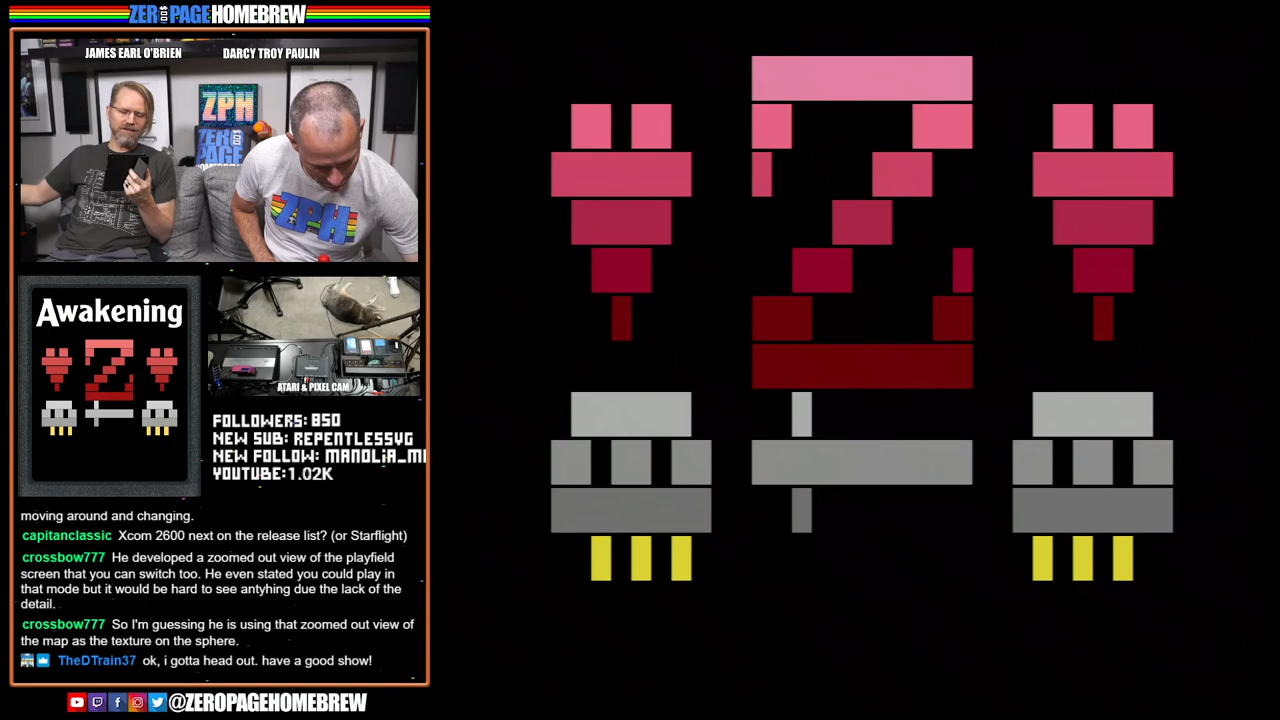 ZEROPAGE HOMEBREW
JAMES EARL O'BRIEN
DARCY TROY PAULIN
ZPH
ZERO
PAGE
ZPH
Awakening
ATARI & PIXEL CAM
FOLLOWERS: 850
NEW SUB: REPENTLESSVG
NEW FOLLOW: MANOLIA_M
YOUTUBE: 1.02K
moving around and changing.
capitanclassic Xcom 2600 next on the release list? (or Starflight)
crossbow777 He developed a zoomed out view of the playfield
screen that you can switch too. He even stated you could play in
that mode but it would be hard to see antyhing due the lack of the
detail.
crossbow777 So I'm guessing he is using that zoomed out view of
the map as the texture on the sphere.
TheDTrain37 ok, i gotta head out. have a good show!
@ZEROPAGEHOMEBREW